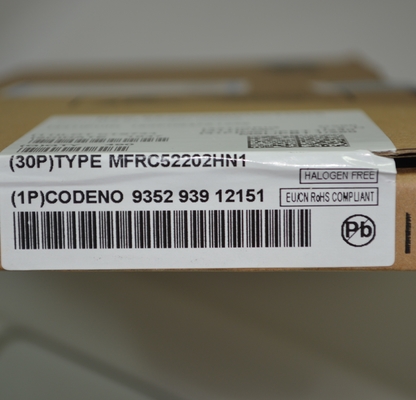 (30P)TYPE MFRC52202HN1
HALOGEN FREE
(1P)CODENO 9352 939 12151
EU/CN RoHS COMPLIANT
Pb